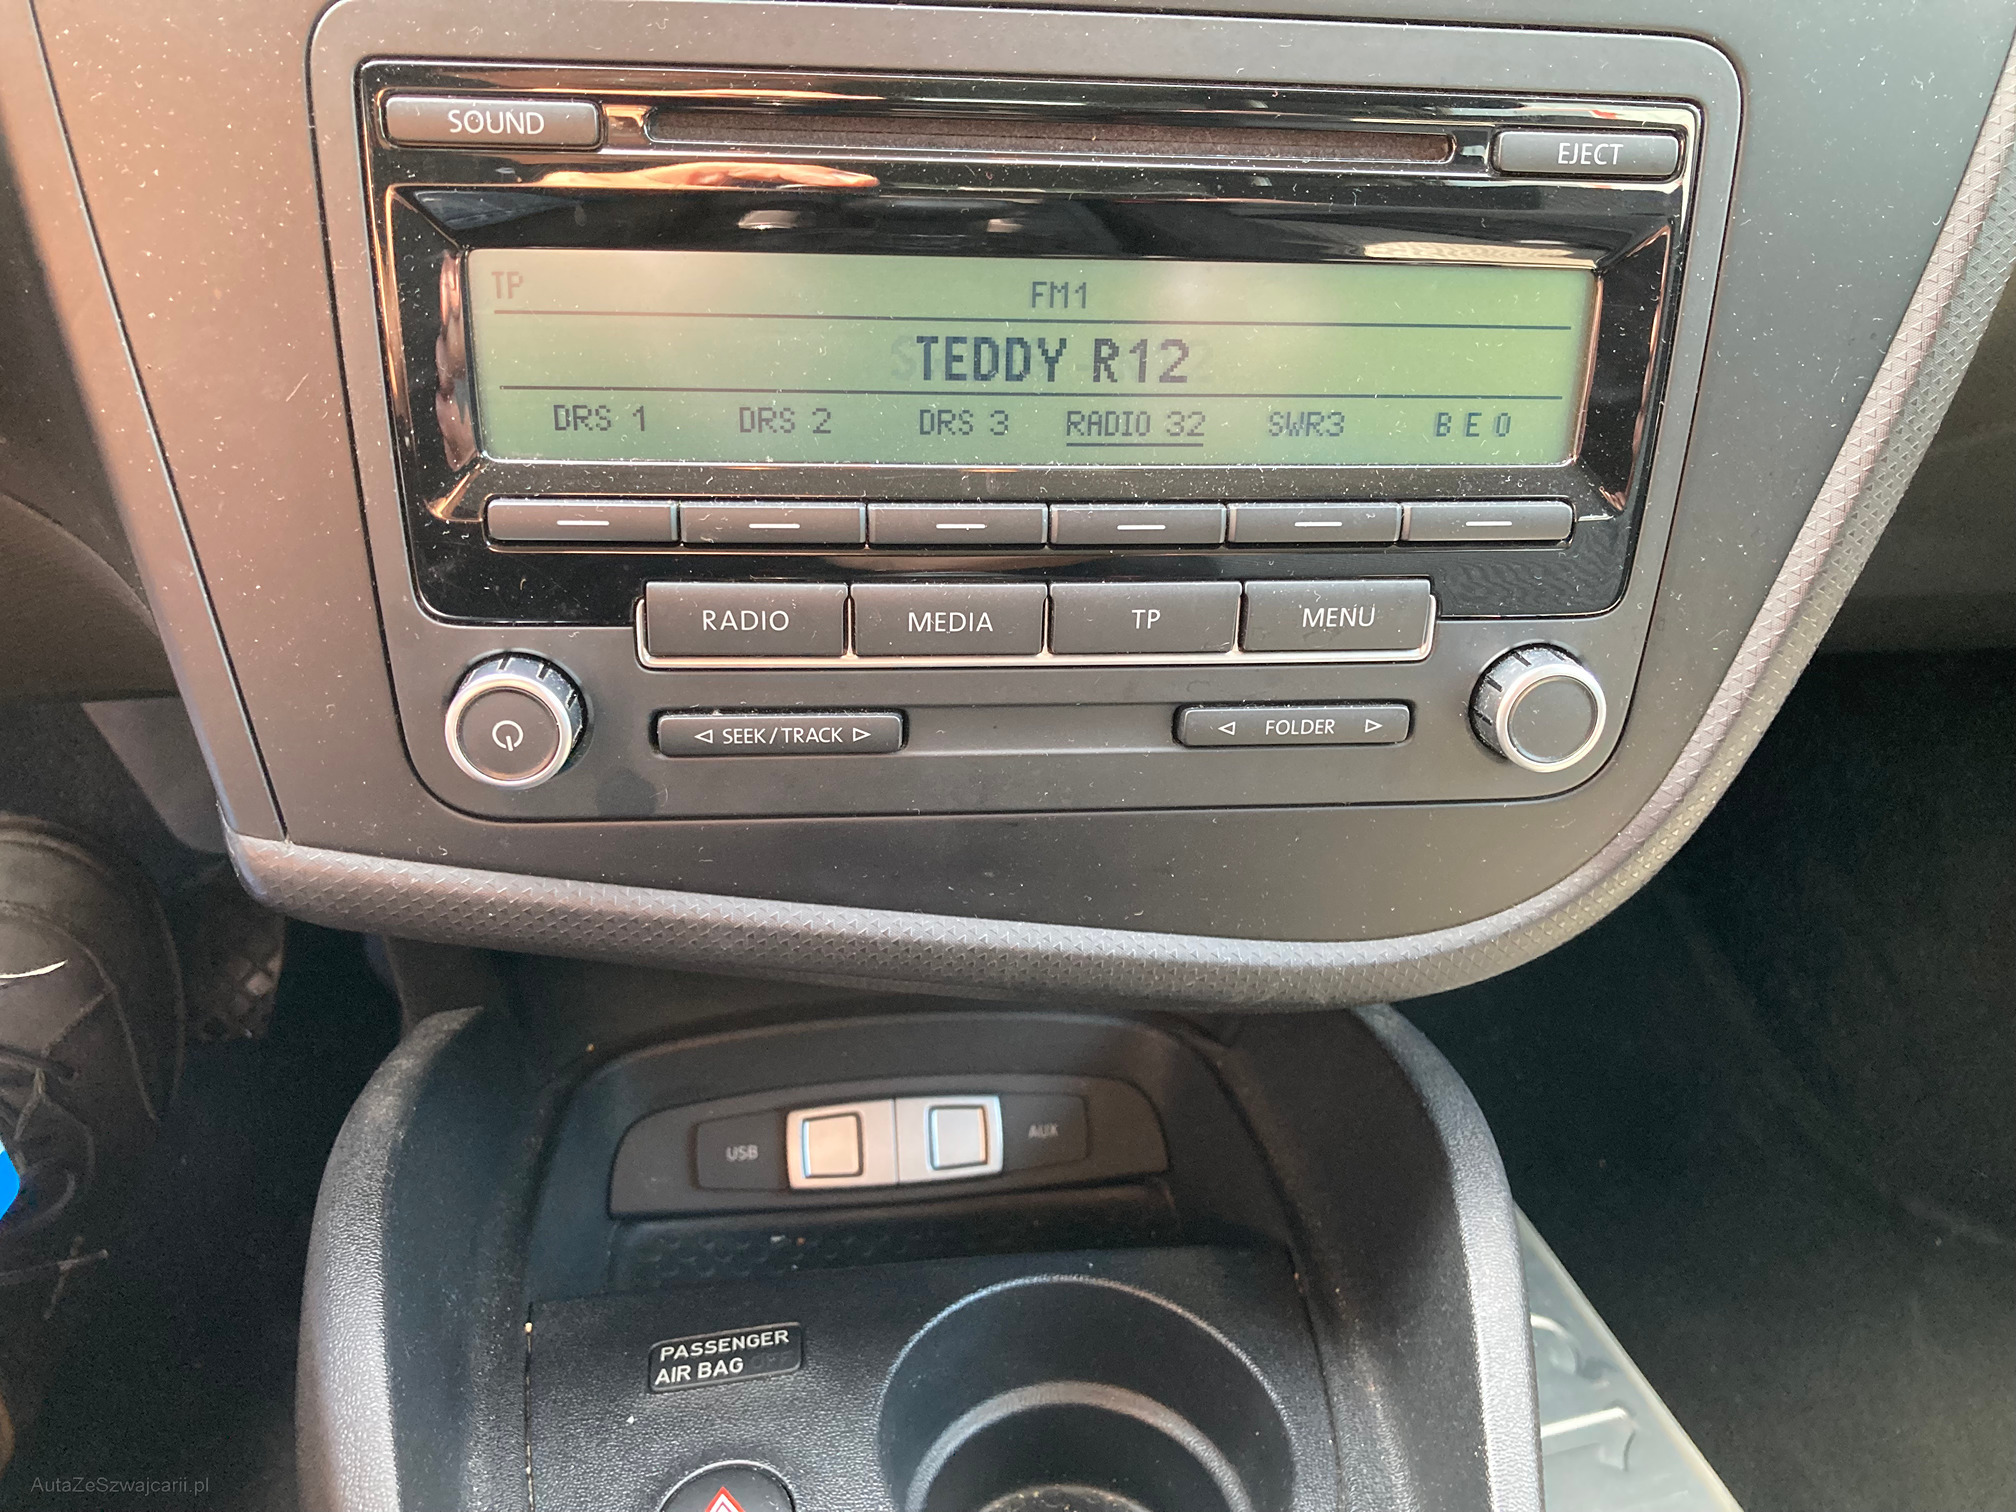 SOUND
EJECT
TP
FM1
TEDDY R12
DRS 1 DRS 2 DRS 3 RADIO 32 SWR3 B E O
RADIO MEDIA TP MENU
SEEK / TRACK
FOLDER
USB
AUX
PASSENGER
AIR BAG
AutaZeSzwajcarii.pl